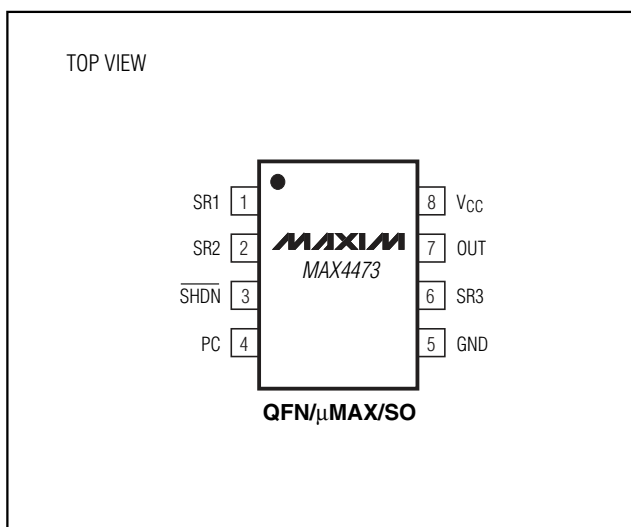 TOP VIEW
SR1 1
SR2 2
SHDN 3
PC 4
8 VCC
7 OUT
6 SR3
5 GND
MAXIM
MAX4473
QFN/μMAX/SO